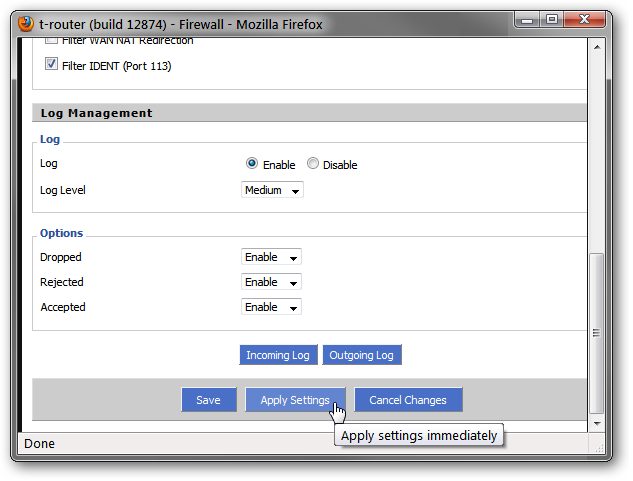 t-router (build 12874) - Firewall - Mozilla Firefox
Filter WAN NAT Redirection
Filter IDENT (Port 113)
Log Management
Log
Log Enable Disable
Log Level Medium
Options
Dropped Enable
Rejected Enable
Accepted Enable
Incoming Log Outgoing Log
Save Apply Settings Cancel Changes
Apply settings immediately
Done